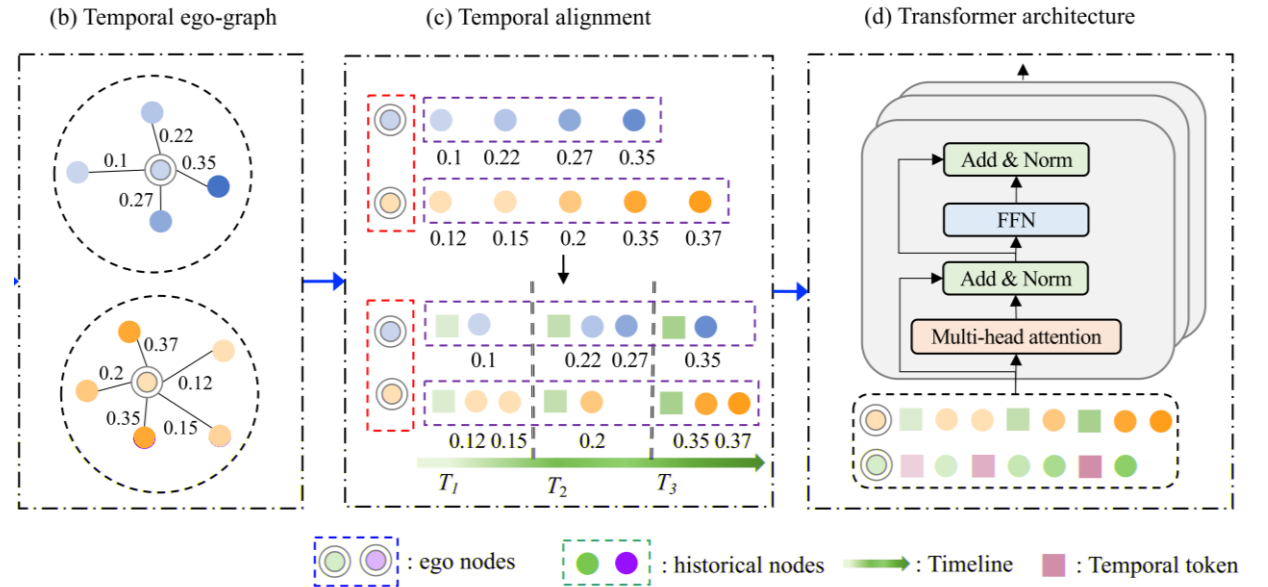 (b) Temporal ego-graph
(c) Temporal alignment
(d) Transformer architecture
0.22
0.1
0.35
0.27
0.37
0.2
0.12
0.35
0.15
0.1 0.22 0.27 0.35
0.12 0.15 0.2 0.35 0.37
0.1 0.22 0.27 0.35
0.12 0.15 0.2 0.35 0.37
T1 T2 T3
Add & Norm
FFN
Add & Norm
Multi-head attention
: ego nodes
: historical nodes
: Timeline
: Temporal token